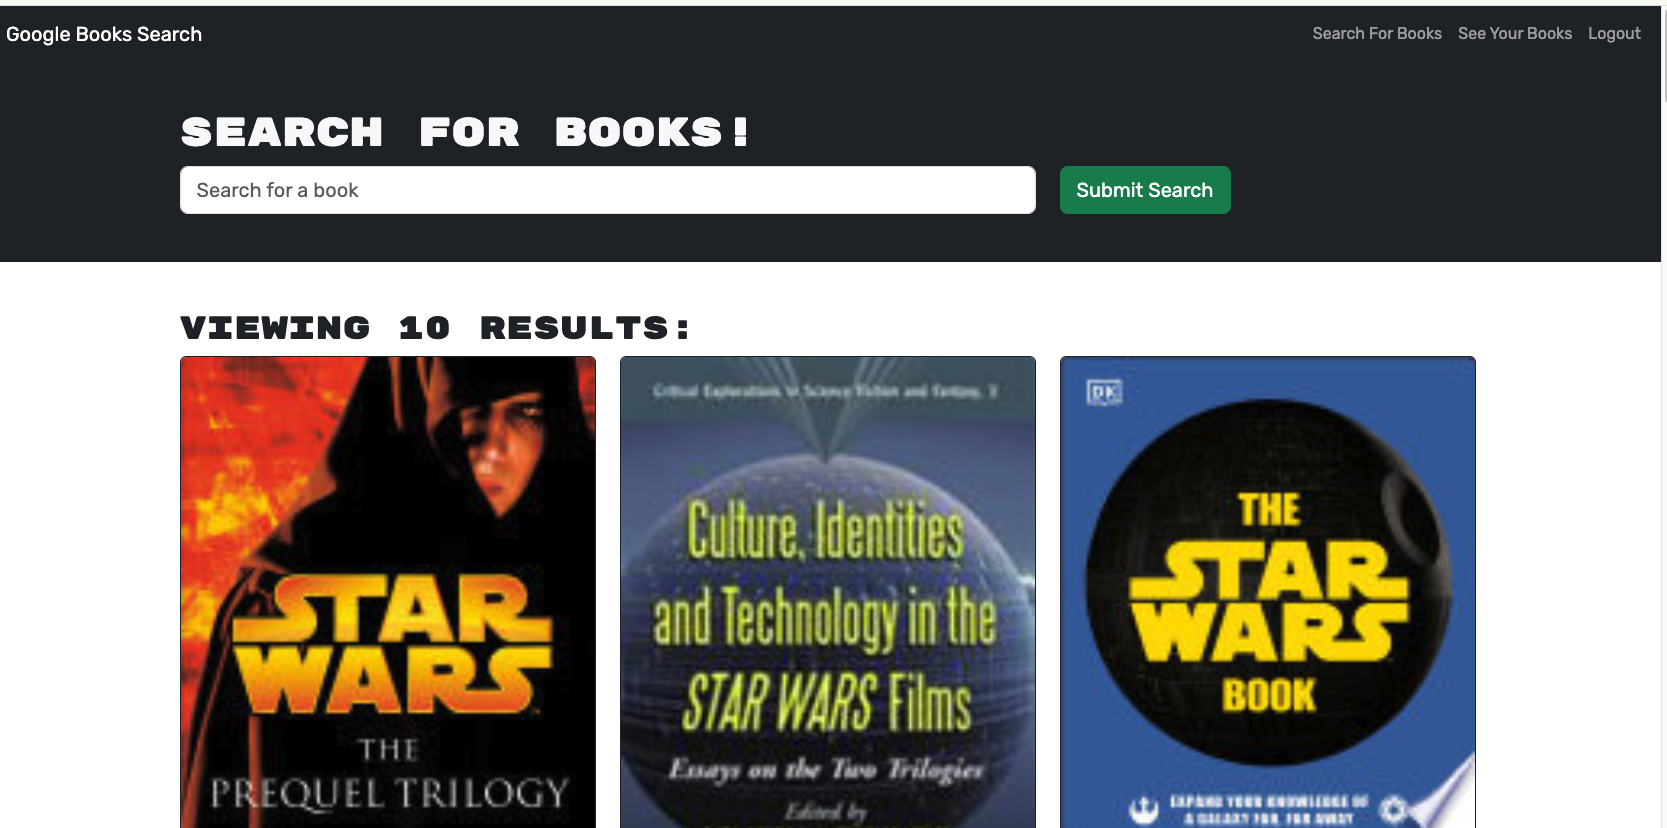 Google Books Search
Search For Books See Your Books Logout
SEARCH FOR BOOKS!
Search for a book
Submit Search
VIEWING 10 RESULTS:
STAR
WARS
THE
PREQUEL TRILOGY
Critical Explorations in Science Fiction and Fantasy, 3
Culture, Identities
and Technology in the
STAR WARS Films
Essays on the Two Trilogies
Edited by
DK
THE
STAR
WARS
BOOK
EXPAND YOUR KNOWLEDGE OF
A GALAXY FAR, FAR AWAY